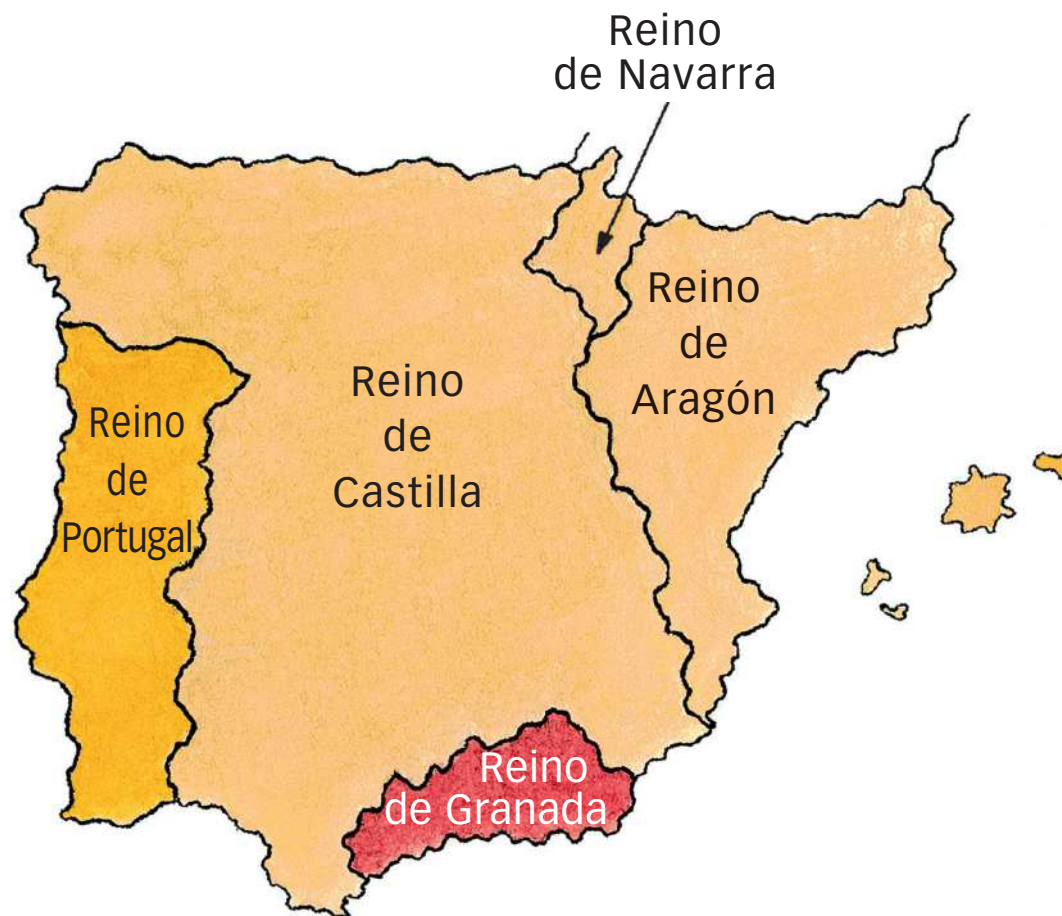 Reino
de Navarra
Reino
de
Aragón
Reino
de
Castilla
Reino
de
Portugal
Reino
de Granada